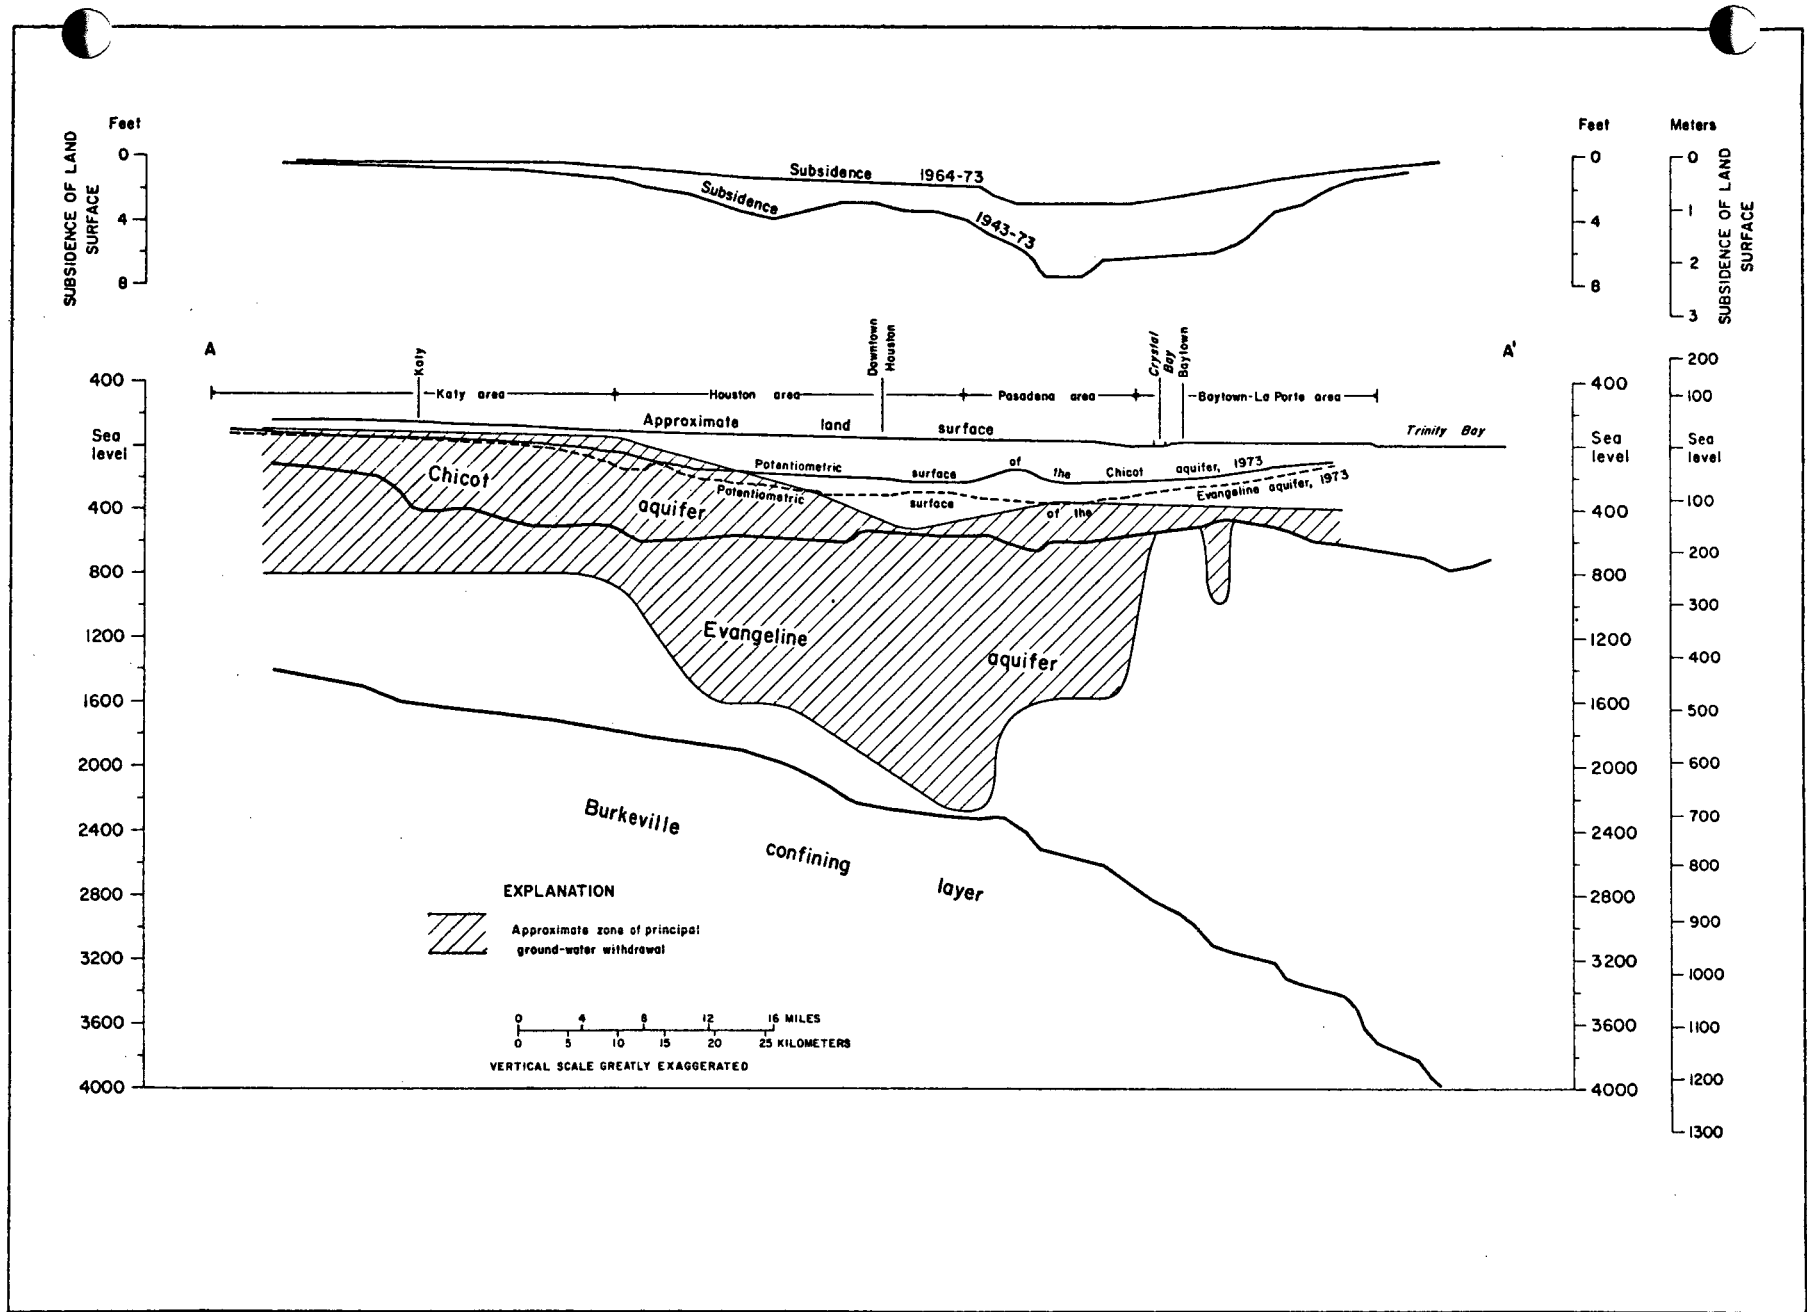 Feet
SUBSIDENCE OF LAND
SURFACE
0
4
8
Subsidence 1964-73
Subsidence 1943-73
Feet
0
4
8
Meters
0
1
2
3
SUBSIDENCE OF LAND
SURFACE
A
A'
Katy
Downtown
Houston
Crystal
Bay
Baytown
Katy area
Houston area
Pasadena area
Baytown-La Porte area
Approximate land surface
Trinity Bay
Potentiometric surface of the Chicot aquifer, 1973
Potentiometric surface of the Evangeline aquifer, 1973
Chicot aquifer
Evangeline aquifer
Burkeville confining layer
400
Sea
level
400
800
1200
1600
2000
2400
2800
3200
3600
4000
400
Sea
level
400
800
1200
1600
2000
2400
2800
3200
3600
4000
200
100
Sea
level
100
200
300
400
500
600
700
800
900
1000
1100
1200
1300
EXPLANATION
Approximate zone of principal
ground-water withdrawal
0 4 8 12 16 MILES
0 5 10 15 20 25 KILOMETERS
VERTICAL SCALE GREATLY EXAGGERATED